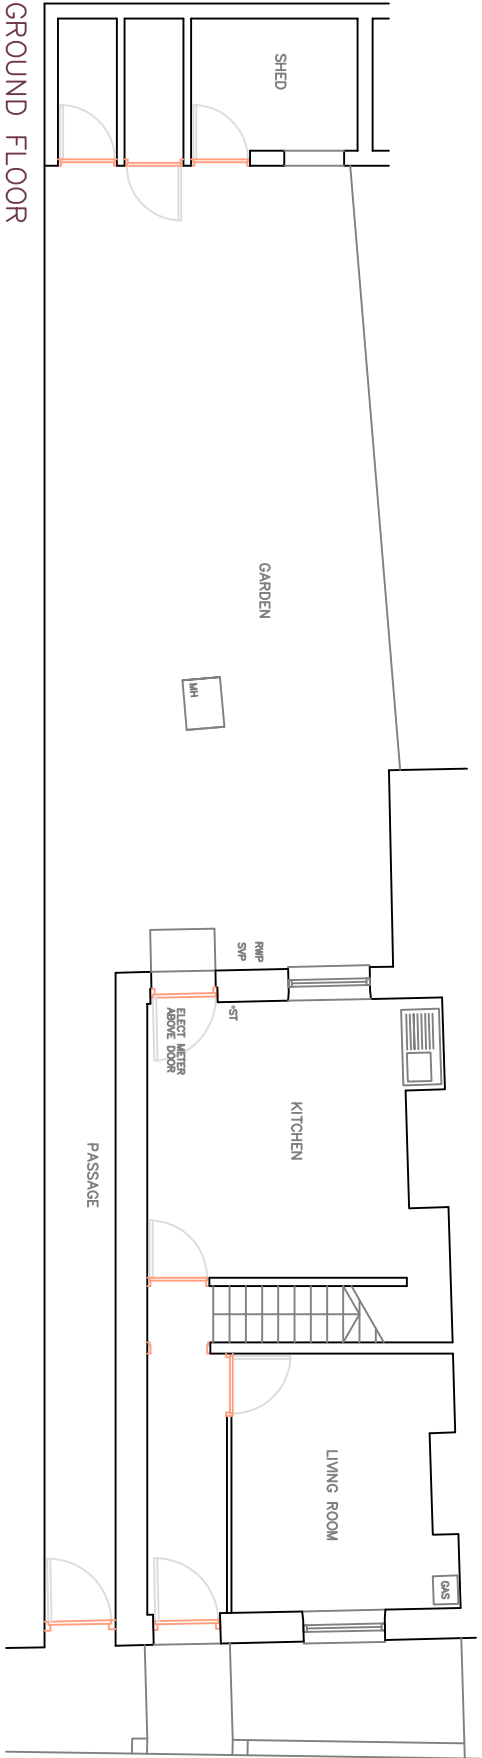 GROUND FLOOR
SHED
GARDEN
MH
RWP
SVP
°ST
ELECT METER
ABOVE DOOR
KITCHEN
PASSAGE
LIVING ROOM
GAS